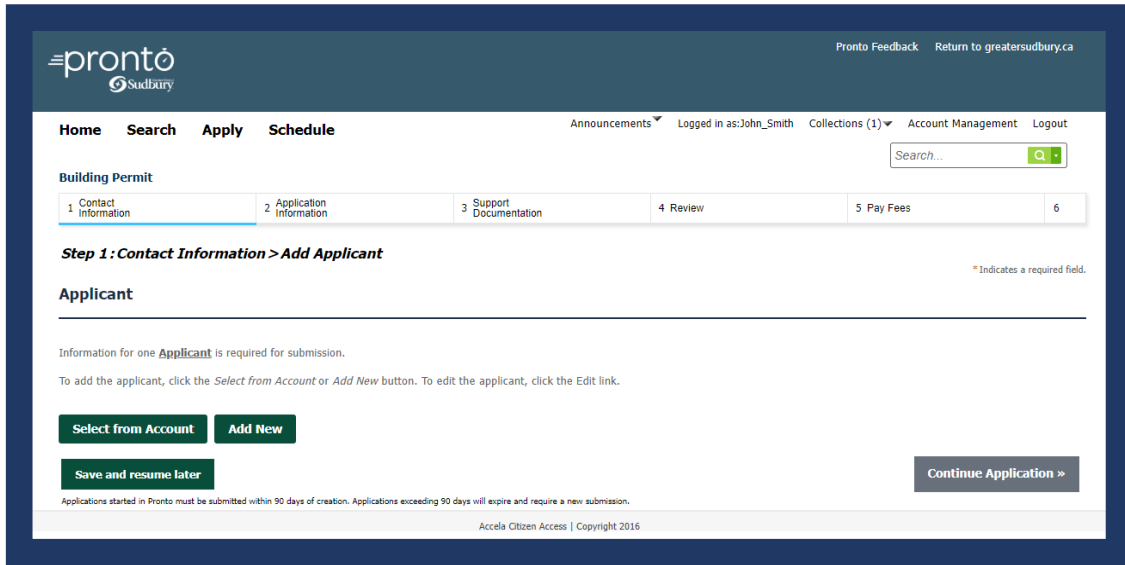 pronto
Sudbury
Pronto Feedback Return to greatersudbury.ca
Home Search Apply Schedule
Announcements Logged in as:John_Smith Collections (1) Account Management Logout
Search...
Building Permit
1 Contact Information
2 Application Information
3 Support Documentation
4 Review
5 Pay Fees
6
Step 1: Contact Information > Add Applicant
* Indicates a required field.
Applicant
Information for one Applicant is required for submission.
To add the applicant, click the Select from Account or Add New button. To edit the applicant, click the Edit link.
Select from Account Add New
Save and resume later
Continue Application »
Applications started in Pronto must be submitted within 90 days of creation. Applications exceeding 90 days will expire and require a new submission.
Accela Citizen Access | Copyright 2016